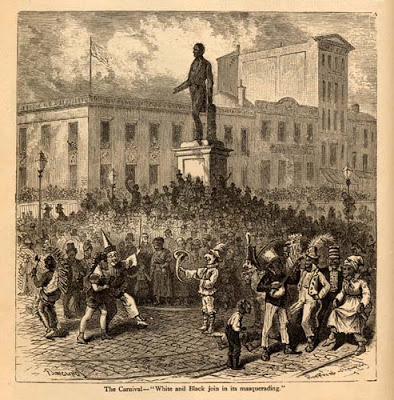 The Carnival—"White and Black join in its masquerading."